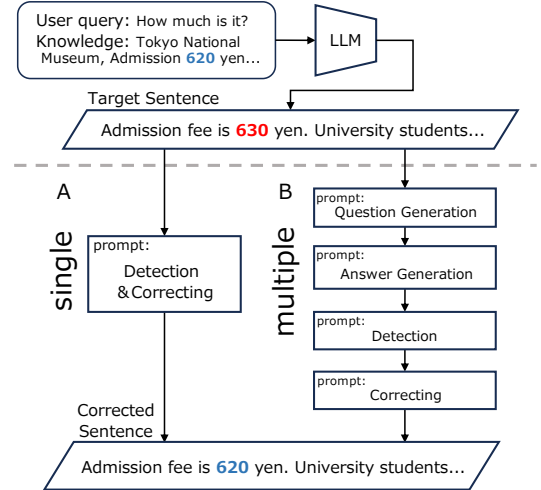 User query: How much is it?
Knowledge: Tokyo National
Museum, Admission 620 yen...
LLM
Target Sentence
Admission fee is 630 yen. University students...
A
single
prompt:
Detection
&Correcting
B
multiple
prompt:
Question Generation
prompt:
Answer Generation
prompt:
Detection
prompt:
Correcting
Corrected
Sentence
Admission fee is 620 yen. University students...